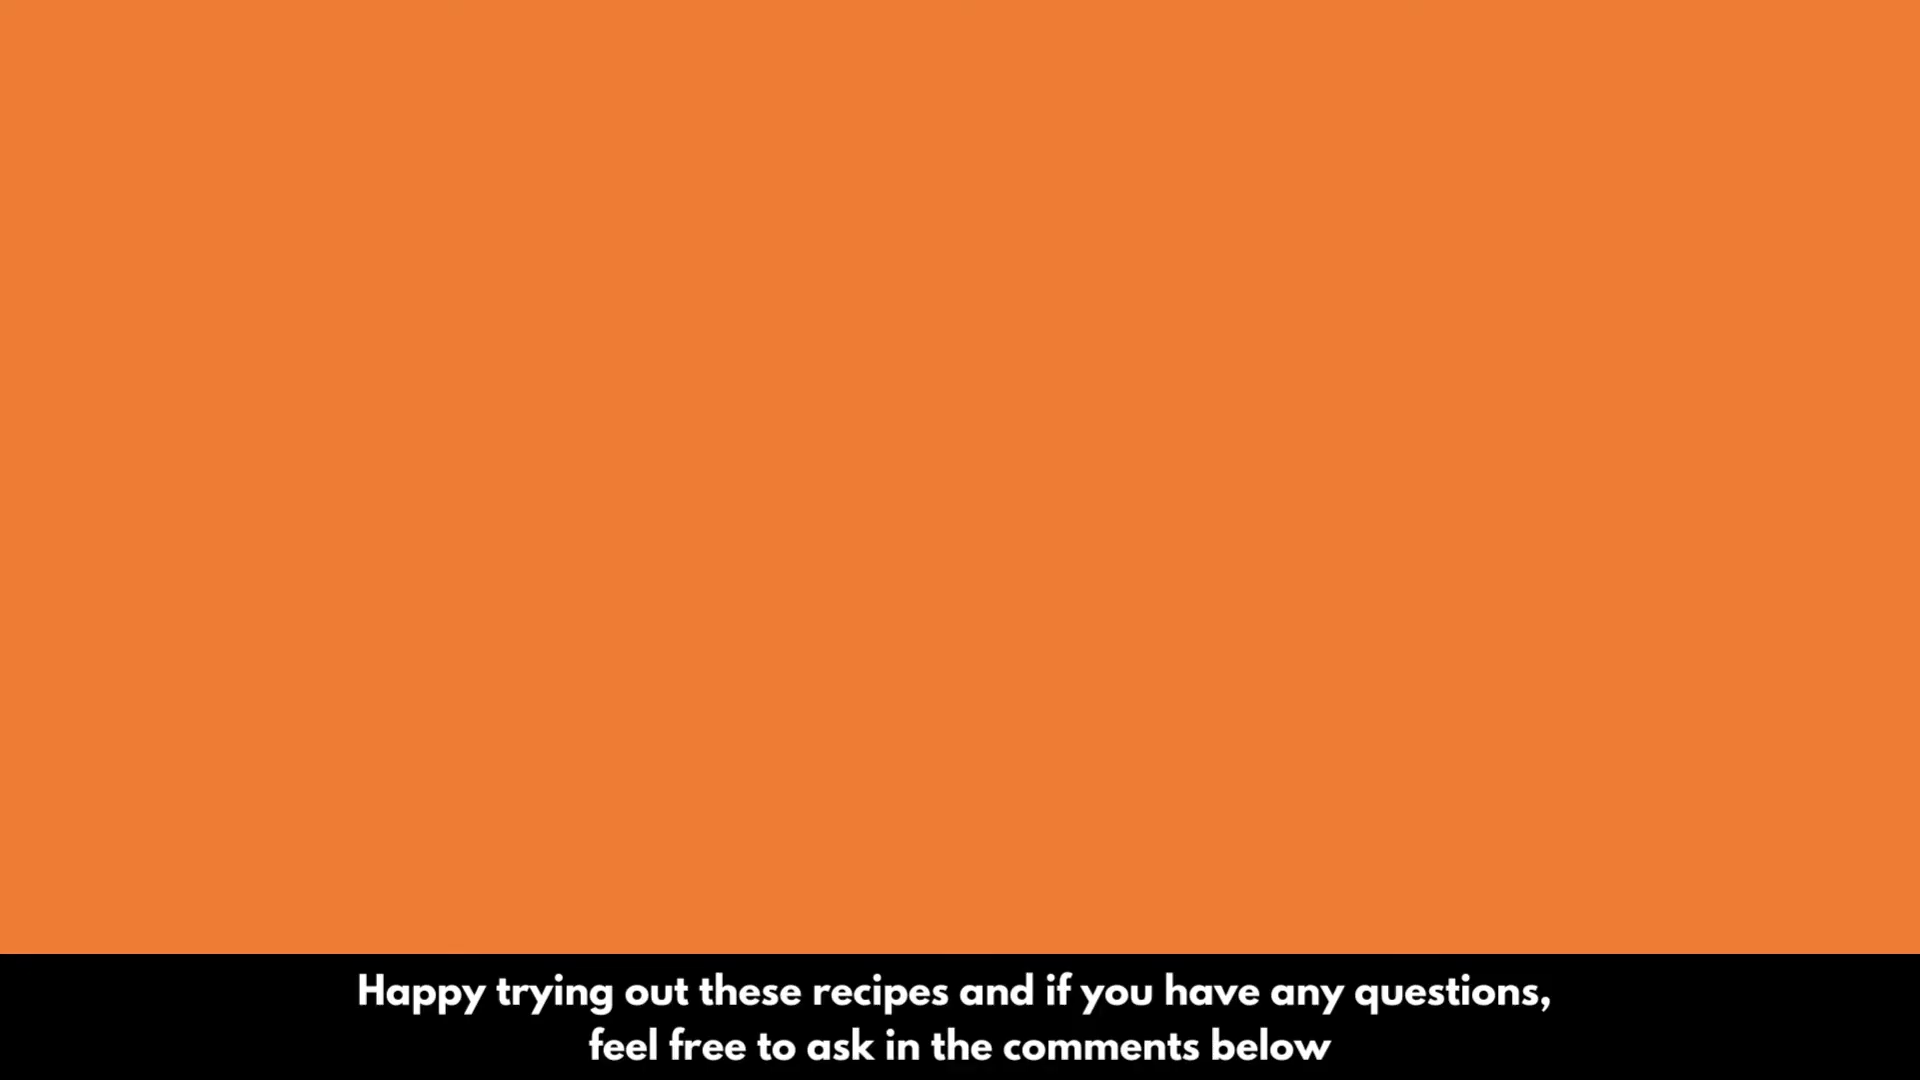 Happy trying out these recipes and if you have any questions,
feel free to ask in the comments below